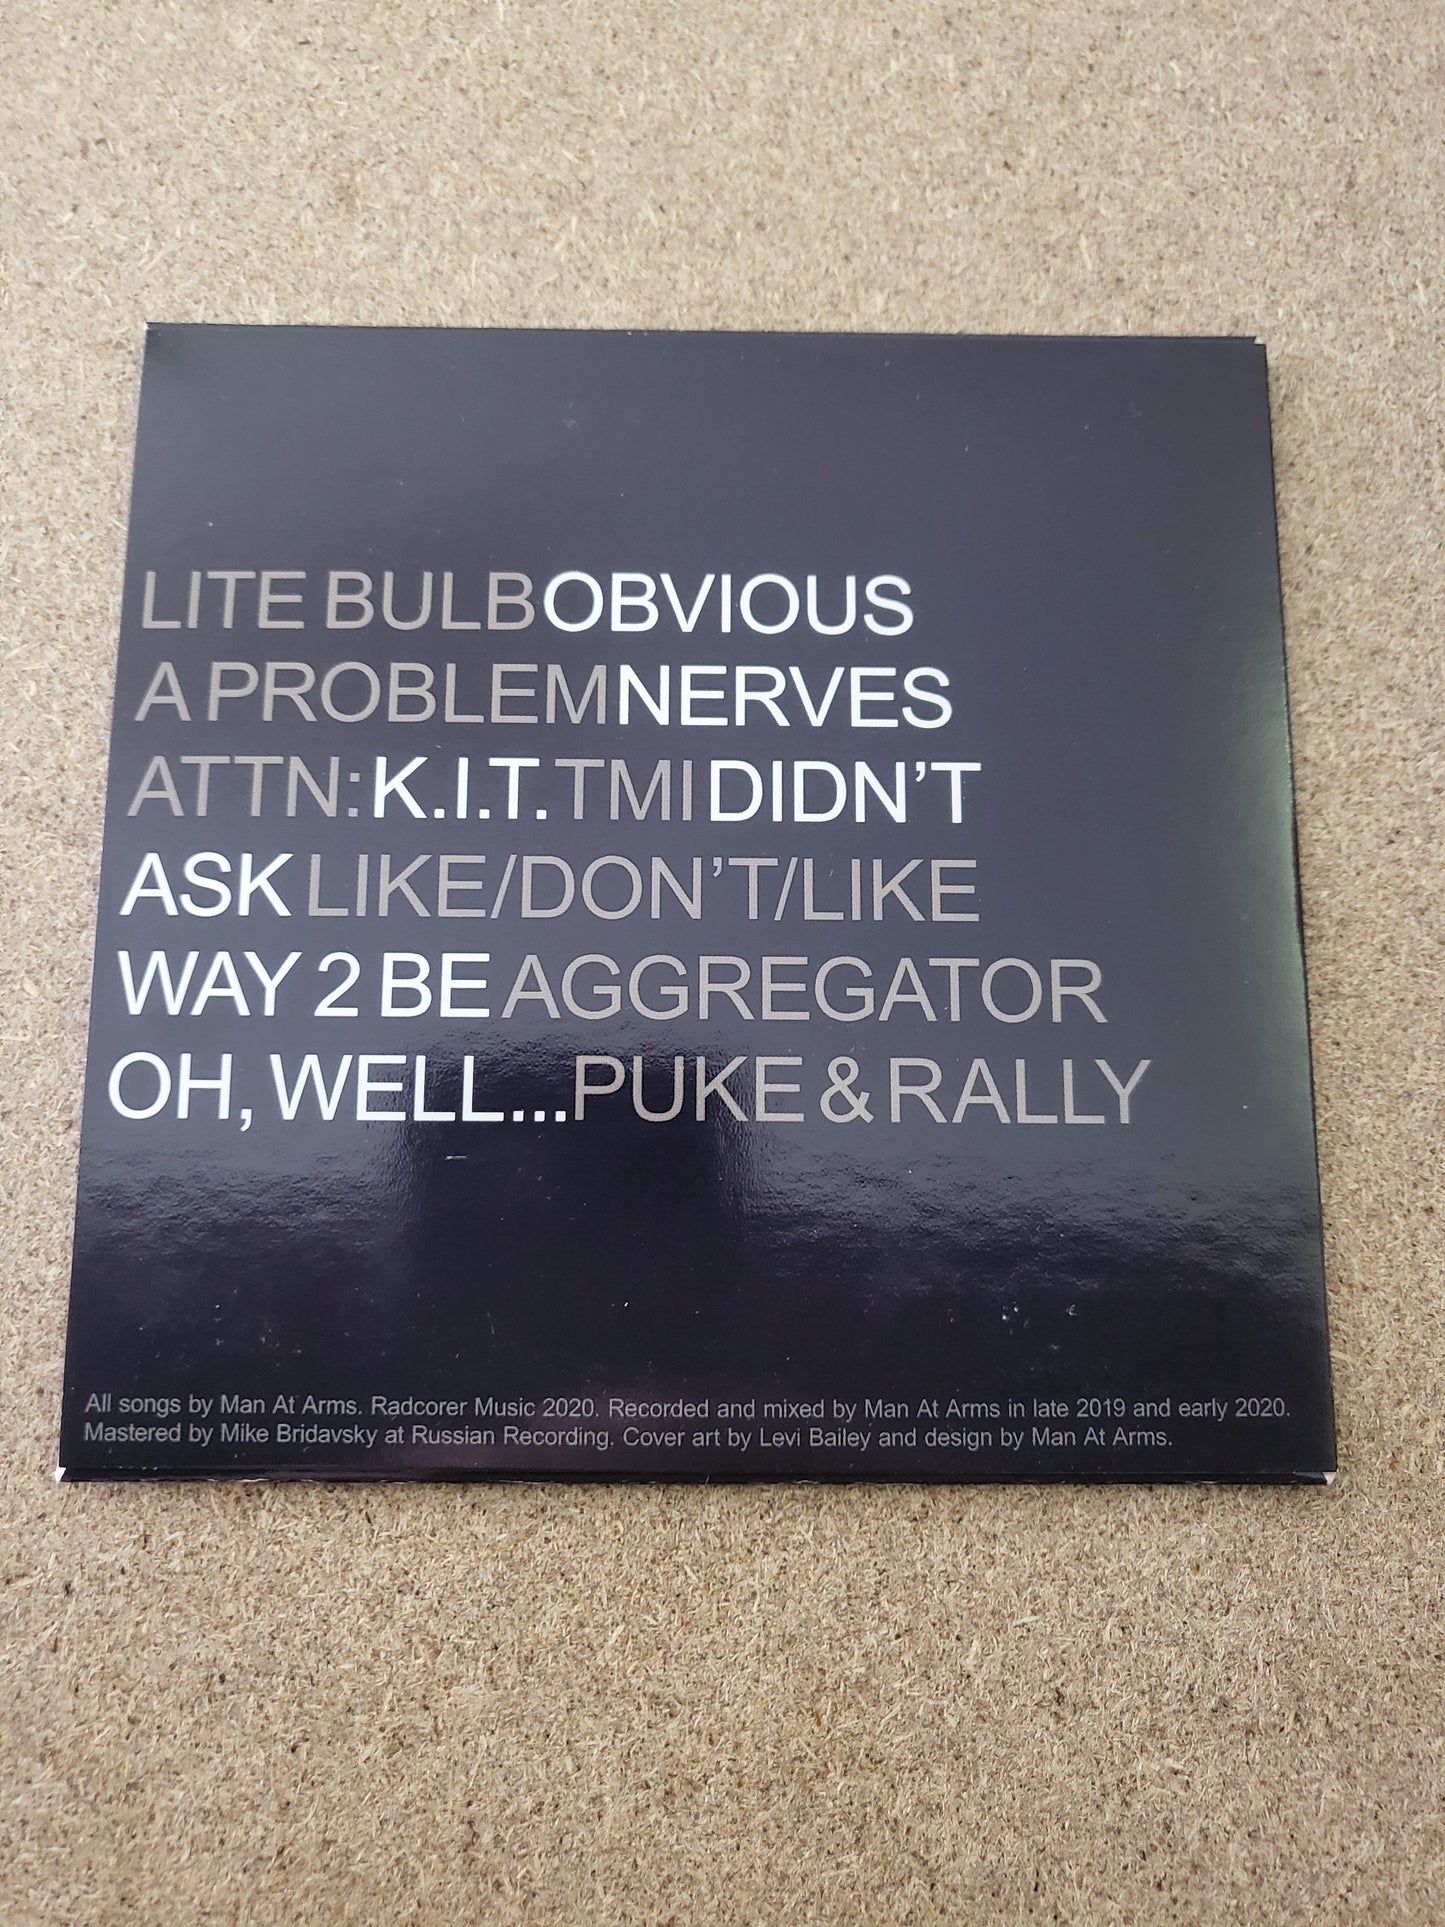 LITE BULBOBVIOUS
A PROBLEMNERVES
ATTN:K.I.T. TMI DIDN'T
ASK LIKE/DON'T/LIKE
WAY 2 BE AGGREGATOR
OH, WELL...PUKE & RALLY
All songs by Man At Arms. Radcorer Music 2020. Recorded and mixed by Man At Arms in late 2019 and early 2020.
Mastered by Mike Bridavsky at Russian Recording. Cover art by Levi Bailey and design by Man At Arms.